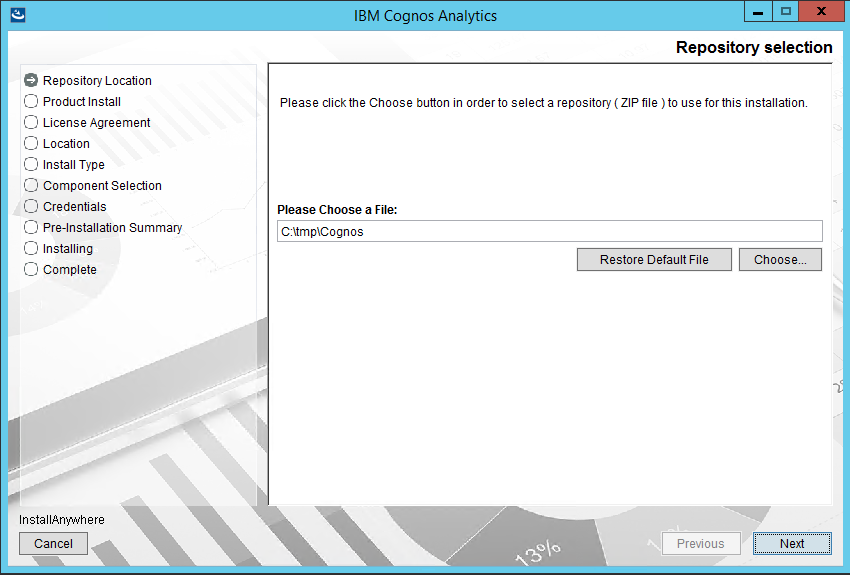 IBM Cognos Analytics
Repository selection
Repository Location
Product Install
License Agreement
Location
Install Type
Component Selection
Credentials
Pre-Installation Summary
Installing
Complete
Please click the Choose button in order to select a repository ( ZIP file ) to use for this installation.
Please Choose a File:
C:\tmp\Cognos
Restore Default File
Choose...
13%
InstallAnywhere
Cancel
Previous
Next